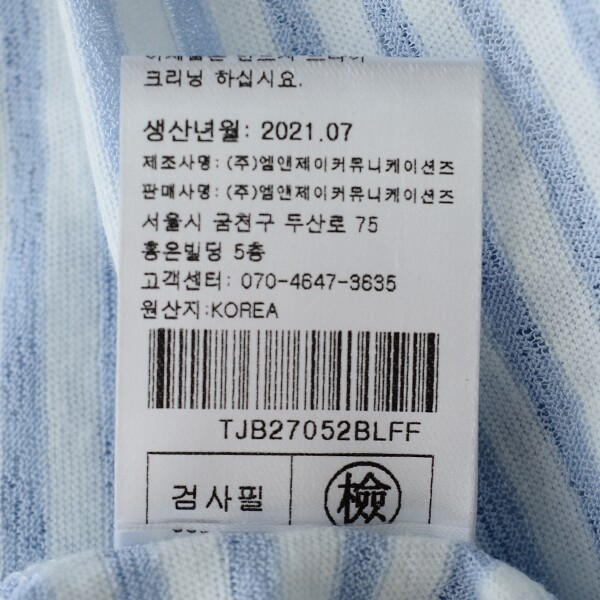 크리닝 하십시요.
생산년월: 2021.07
제조사명: (주)엠앤제이커뮤니케이션즈
판매사명: (주)엠앤제이커뮤니케이션즈
서울시 굼천구 두산로 75
홍은빌딩 5층
고객센터: 070-4647-3635
원산지:KOREA
TJB27052BLFF
검사필 檢